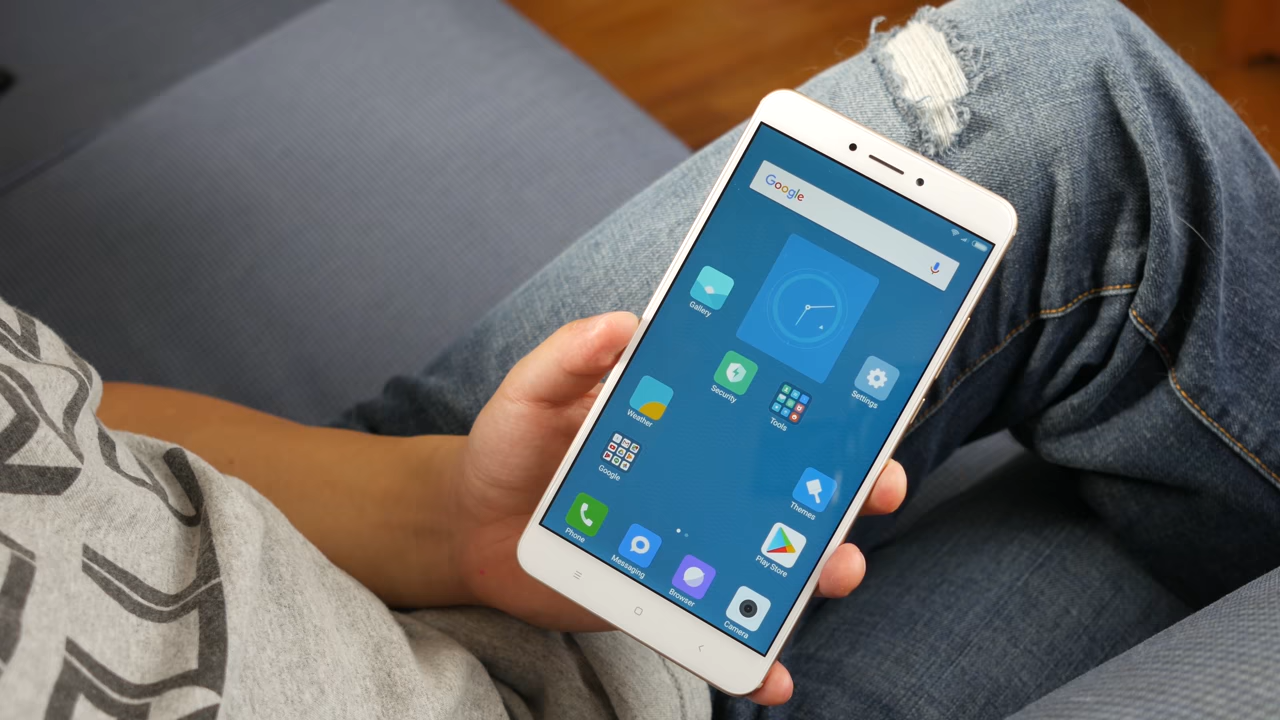 Google
Gallery
Security
Settings
Weather
Tools
Google
Themes
Phone
Messaging
Browser
Play Store
Camera